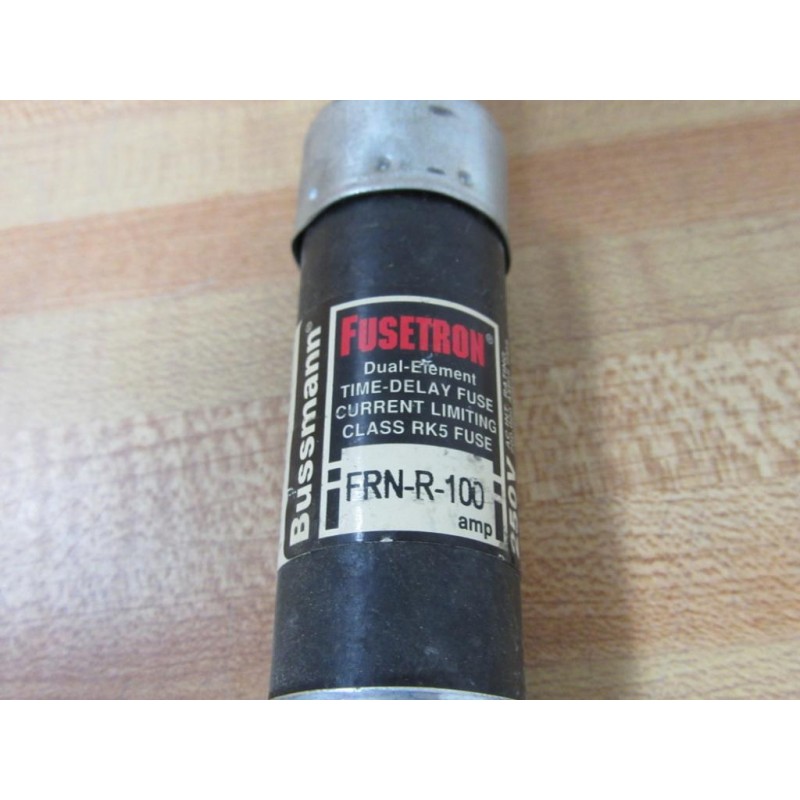 Bussmann®
FUSETRON®
Dual-Element
TIME-DELAY FUSE
CURRENT LIMITING
CLASS RK5 FUSE
FRN-R-100
amp
250V